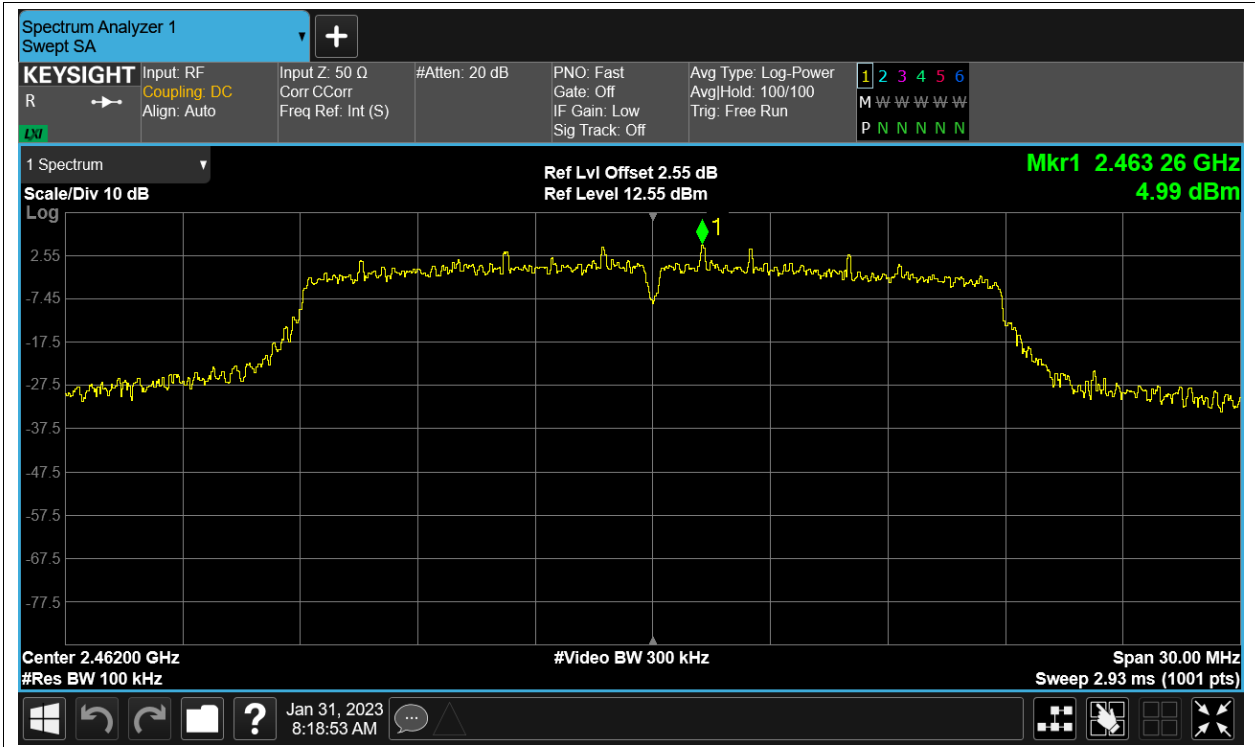 Spectrum Analyzer 1
Swept SA
+
KEYSIGHT
R
LXI
Input: RF
Coupling: DC
Align: Auto
Input Z: 50 Ω
Corr CCorr
Freq Ref: Int (S)
#Atten: 20 dB
PNO: Fast
Gate: Off
IF Gain: Low
Sig Track: Off
Avg Type: Log-Power
Avg|Hold: 100/100
Trig: Free Run
1 2 3 4 5 6
M W W W W W
P N N N N N
1 Spectrum
Scale/Div 10 dB
Log
Ref Lvl Offset 2.55 dB
Ref Level 12.55 dBm
Mkr1 2.463 26 GHz
4.99 dBm
1
2.55
-7.45
-17.5
-27.5
-37.5
-47.5
-57.5
-67.5
-77.5
Center 2.46200 GHz
#Res BW 100 kHz
#Video BW 300 kHz
Span 30.00 MHz
Sweep 2.93 ms (1001 pts)
?
Jan 31, 2023
8:18:53 AM